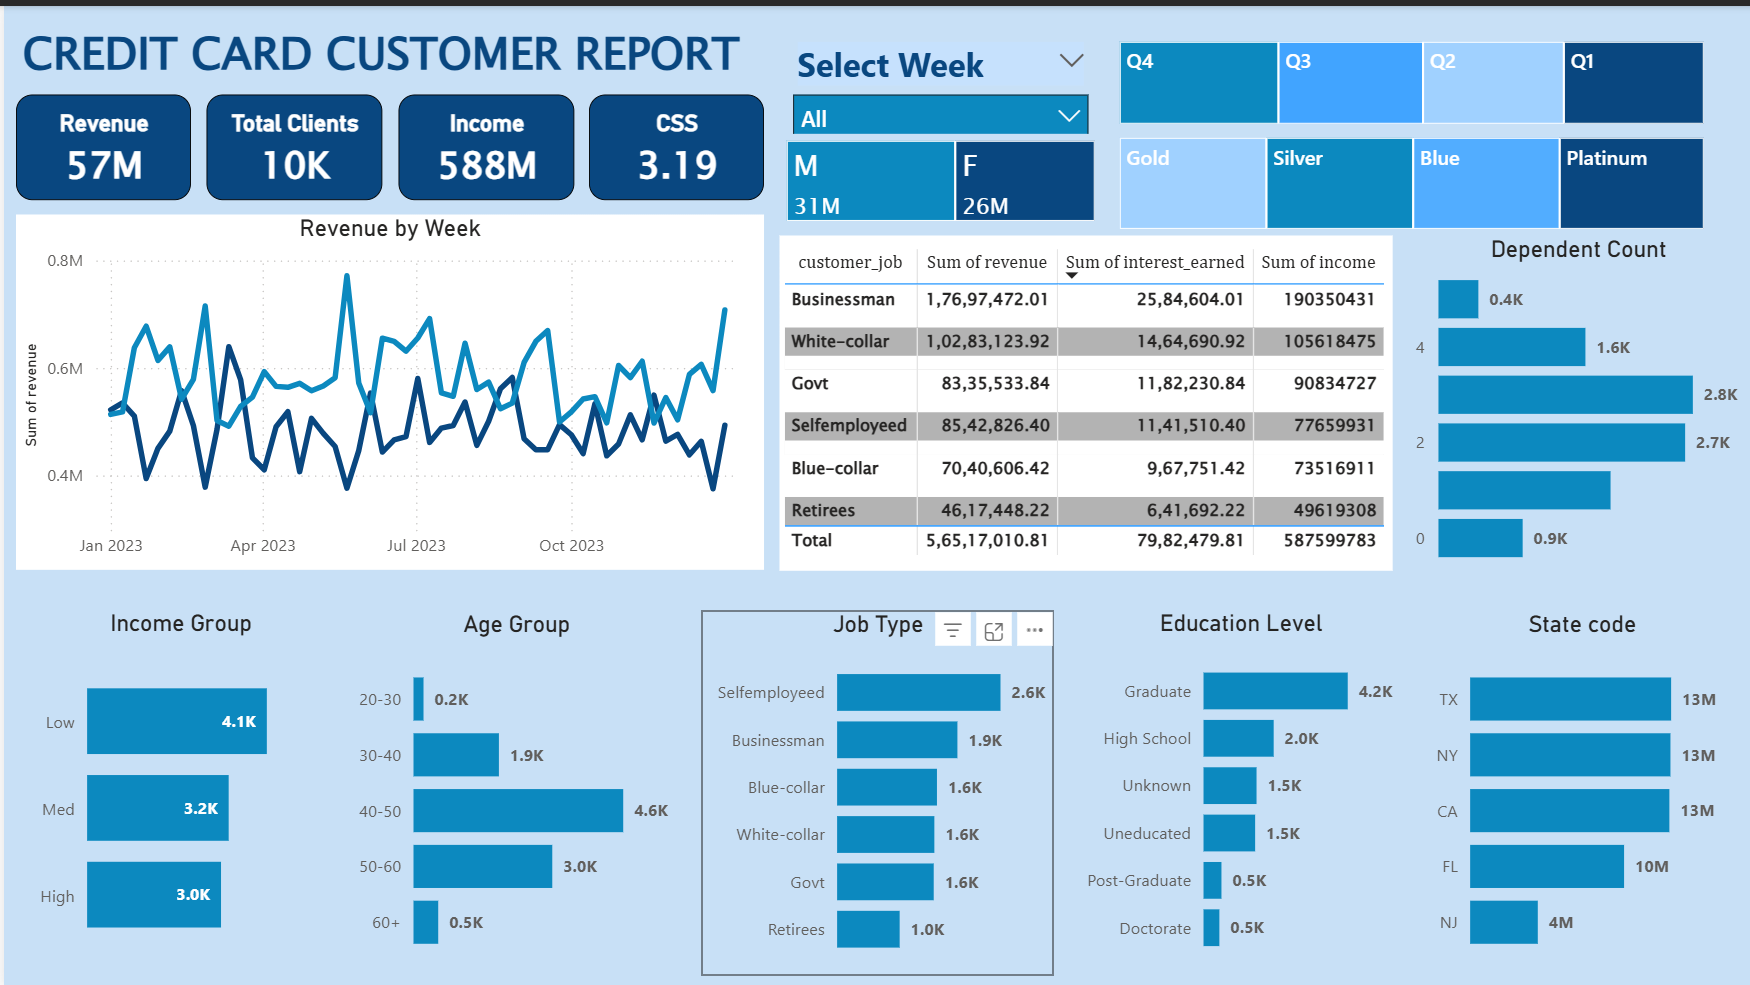 CREDIT CARD CUSTOMER REPORT
Revenue
57M
Total Clients
10K
Income
588M
CSS
3.19
Select Week
All
M
31M
F
26M
Q4
Q3
Q2
Q1
Gold
Silver
Blue
Platinum
Revenue by Week
Sum of revenue
0.8M
0.6M
0.4M
Jan 2023
Apr 2023
Jul 2023
Oct 2023
customer_job Sum of revenue Sum of interest_earned Sum of income
Businessman 1,76,97,472.01 25,84,604.01 190350431
White-collar 1,02,83,123.92 14,64,690.92 105618475
Govt 83,35,533.84 11,82,230.84 90834727
Selfemployeed 85,42,826.40 11,41,510.40 77659931
Blue-collar 70,40,606.42 9,67,751.42 73516911
Retirees 46,17,448.22 6,41,692.22 49619308
Total 5,65,17,010.81 79,82,479.81 587599783
Dependent Count
0.4K
4 1.6K
2.8K
2 2.7K
0 0.9K
Income Group
Low 4.1K
Med 3.2K
High 3.0K
Age Group
20-30 0.2K
30-40 1.9K
40-50 4.6K
50-60 3.0K
60+ 0.5K
Job Type
Selfemployeed 2.6K
Businessman 1.9K
Blue-collar 1.6K
White-collar 1.6K
Govt 1.6K
Retirees 1.0K
Education Level
Graduate 4.2K
High School 2.0K
Unknown 1.5K
Uneducated 1.5K
Post-Graduate 0.5K
Doctorate 0.5K
State code
TX 13M
NY 13M
CA 13M
FL 10M
NJ 4M